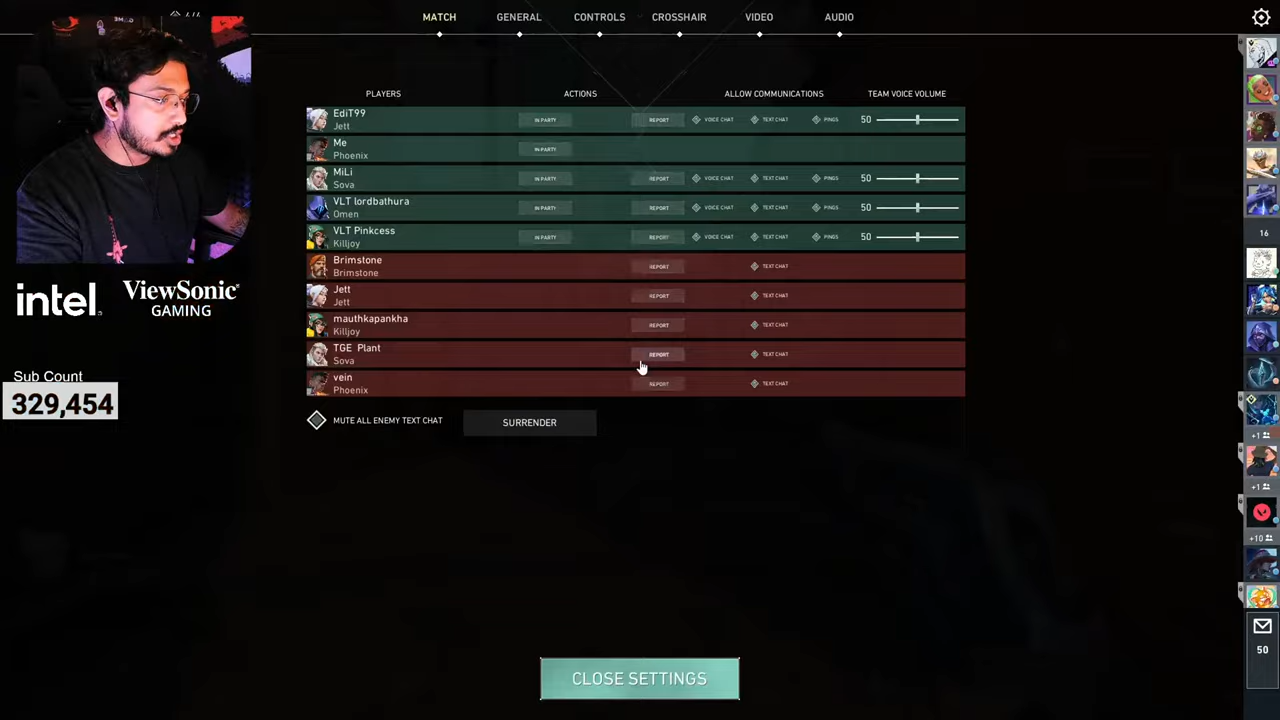 MATCH GENERAL CONTROLS CROSSHAIR VIDEO AUDIO
PLAYERS ACTIONS ALLOW COMMUNICATIONS TEAM VOICE VOLUME
EdiT99
Jett
IN PARTY REPORT VOICE CHAT TEXT CHAT PINGS 50
Me
Phoenix
IN PARTY
MiLi
Sova
IN PARTY REPORT VOICE CHAT TEXT CHAT PINGS 50
VLT lordbathura
Omen
IN PARTY REPORT VOICE CHAT TEXT CHAT PINGS 50
VLT Pinkcess
Killjoy
IN PARTY REPORT VOICE CHAT TEXT CHAT PINGS 50
Brimstone
Brimstone
REPORT TEXT CHAT
Jett
Jett
REPORT TEXT CHAT
mauthkapankha
Killjoy
REPORT TEXT CHAT
TGE Plant
Sova
REPORT TEXT CHAT
vein
Phoenix
REPORT TEXT CHAT
MUTE ALL ENEMY TEXT CHAT SURRENDER
CLOSE SETTINGS
intel. ViewSonic
GAMING
Sub Count
329,454
16
+1
+1
+10
50